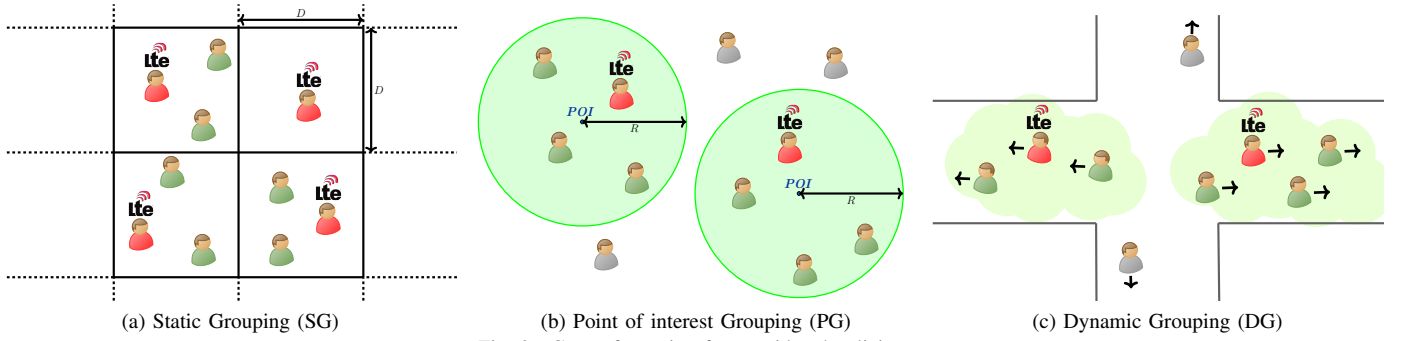 D
D
Lte
Lte
Lte
Lte
(a) Static Grouping (SG)
Lte
POI
R
Lte
POI
R
(b) Point of interest Grouping (PG)
Lte
Lte
(c) Dynamic Grouping (DG)